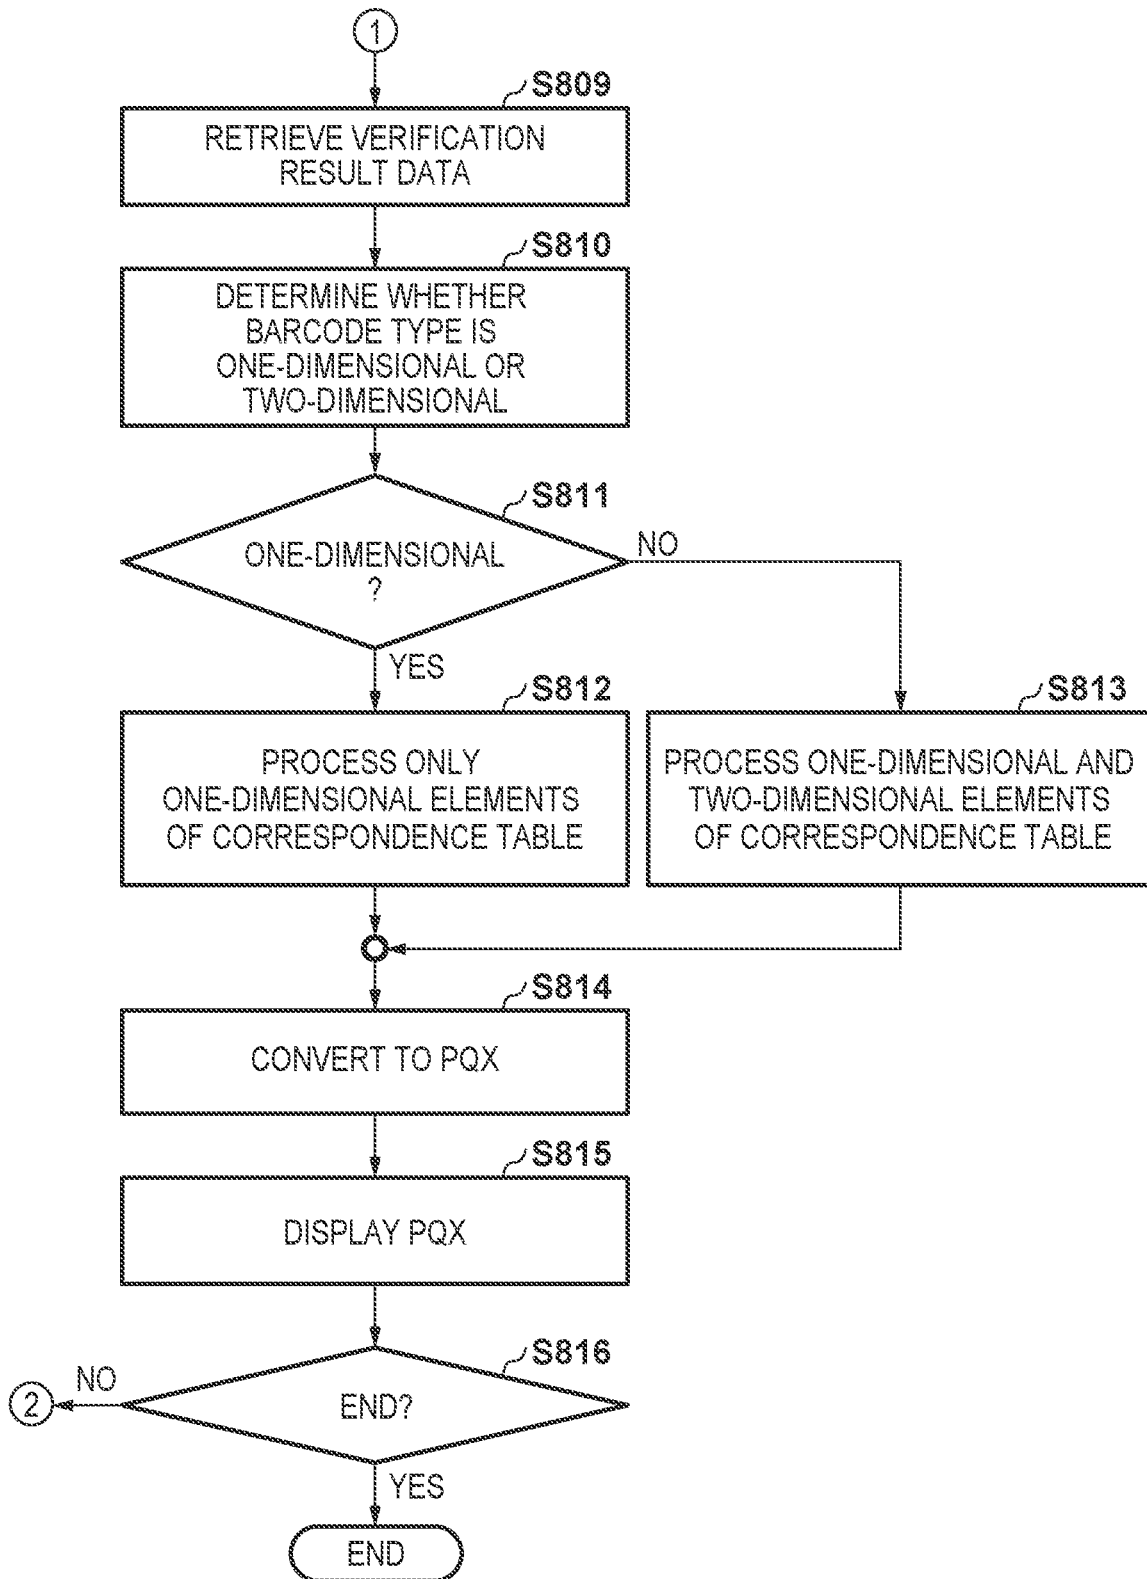 1
S809
RETRIEVE VERIFICATION
RESULT DATA
S810
DETERMINE WHETHER
BARCODE TYPE IS
ONE-DIMENSIONAL OR
TWO-DIMENSIONAL
S811
ONE-DIMENSIONAL
?
NO
YES
S812
PROCESS ONLY
ONE-DIMENSIONAL ELEMENTS
OF CORRESPONDENCE TABLE
S813
PROCESS ONE-DIMENSIONAL AND
TWO-DIMENSIONAL ELEMENTS
OF CORRESPONDENCE TABLE
S814
CONVERT TO PQX
S815
DISPLAY PQX
S816
END?
NO
2
YES
END